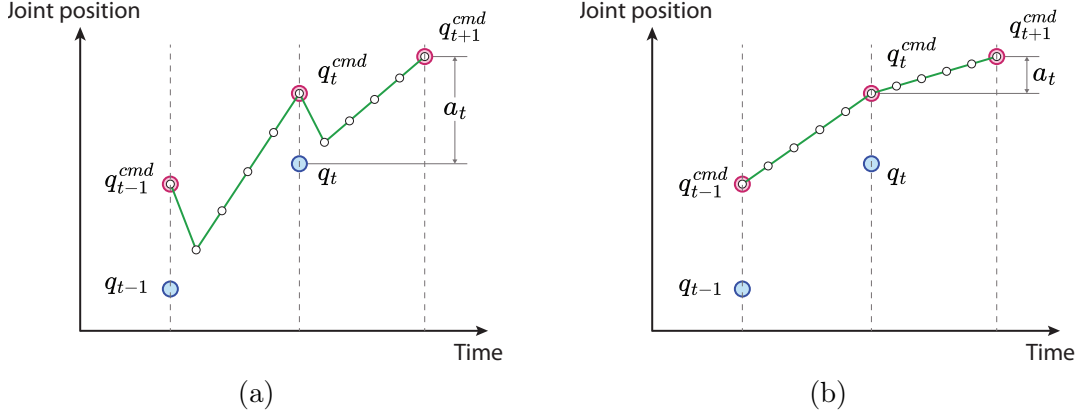 Joint position
q_{t+1}^{cmd}
q_t^{cmd}
a_t
q_{t-1}^{cmd}
q_t
q_{t-1}
Time
(a)
Joint position
q_{t+1}^{cmd}
q_t^{cmd}
a_t
q_{t-1}^{cmd}
q_t
q_{t-1}
Time
(b)